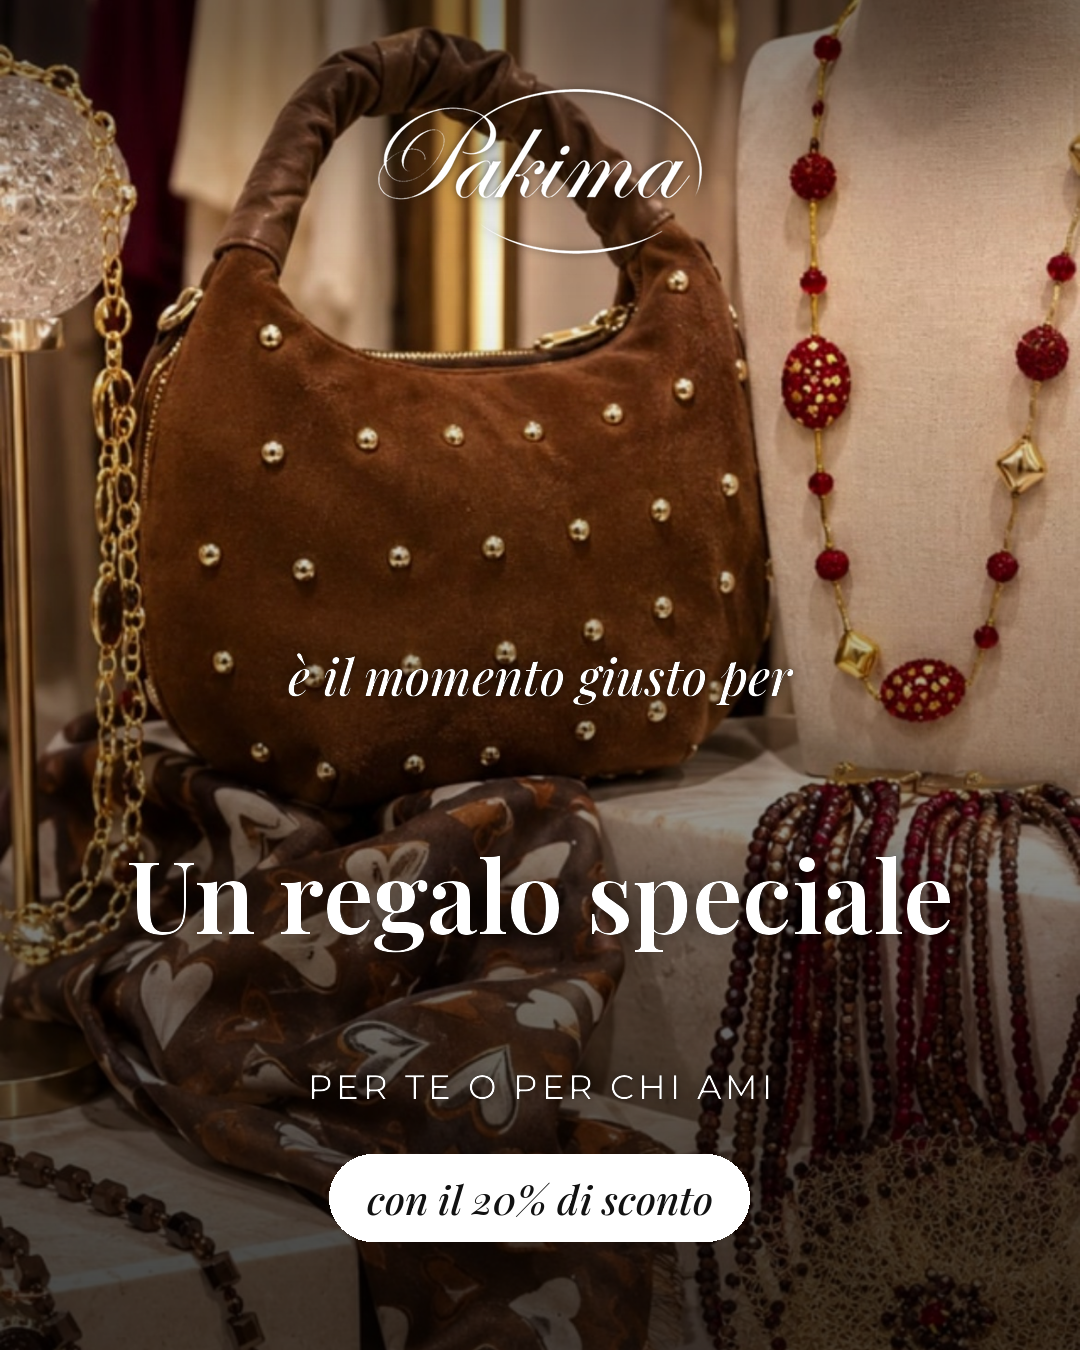 Pakima
è il momento giusto per
Un regalo speciale
PER TE O PER CHI AMI
con il 20% di sconto